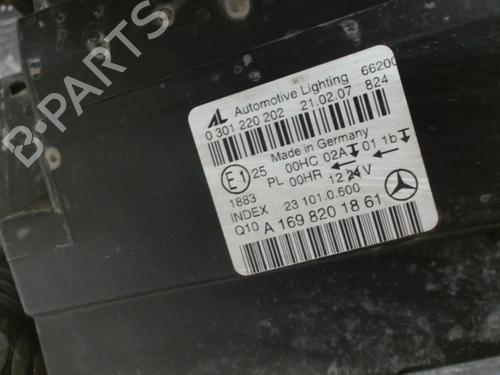 B-PARTS
AL Automotive Lighting 66200
0 301 220 202 21.02.07 824
Made in Germany
E1 25 00HC 02A 01 1b
PL 00HR ← ← 12 24 V
1883
INDEX 23 101.0.600
Q10 A 169 820 18 61